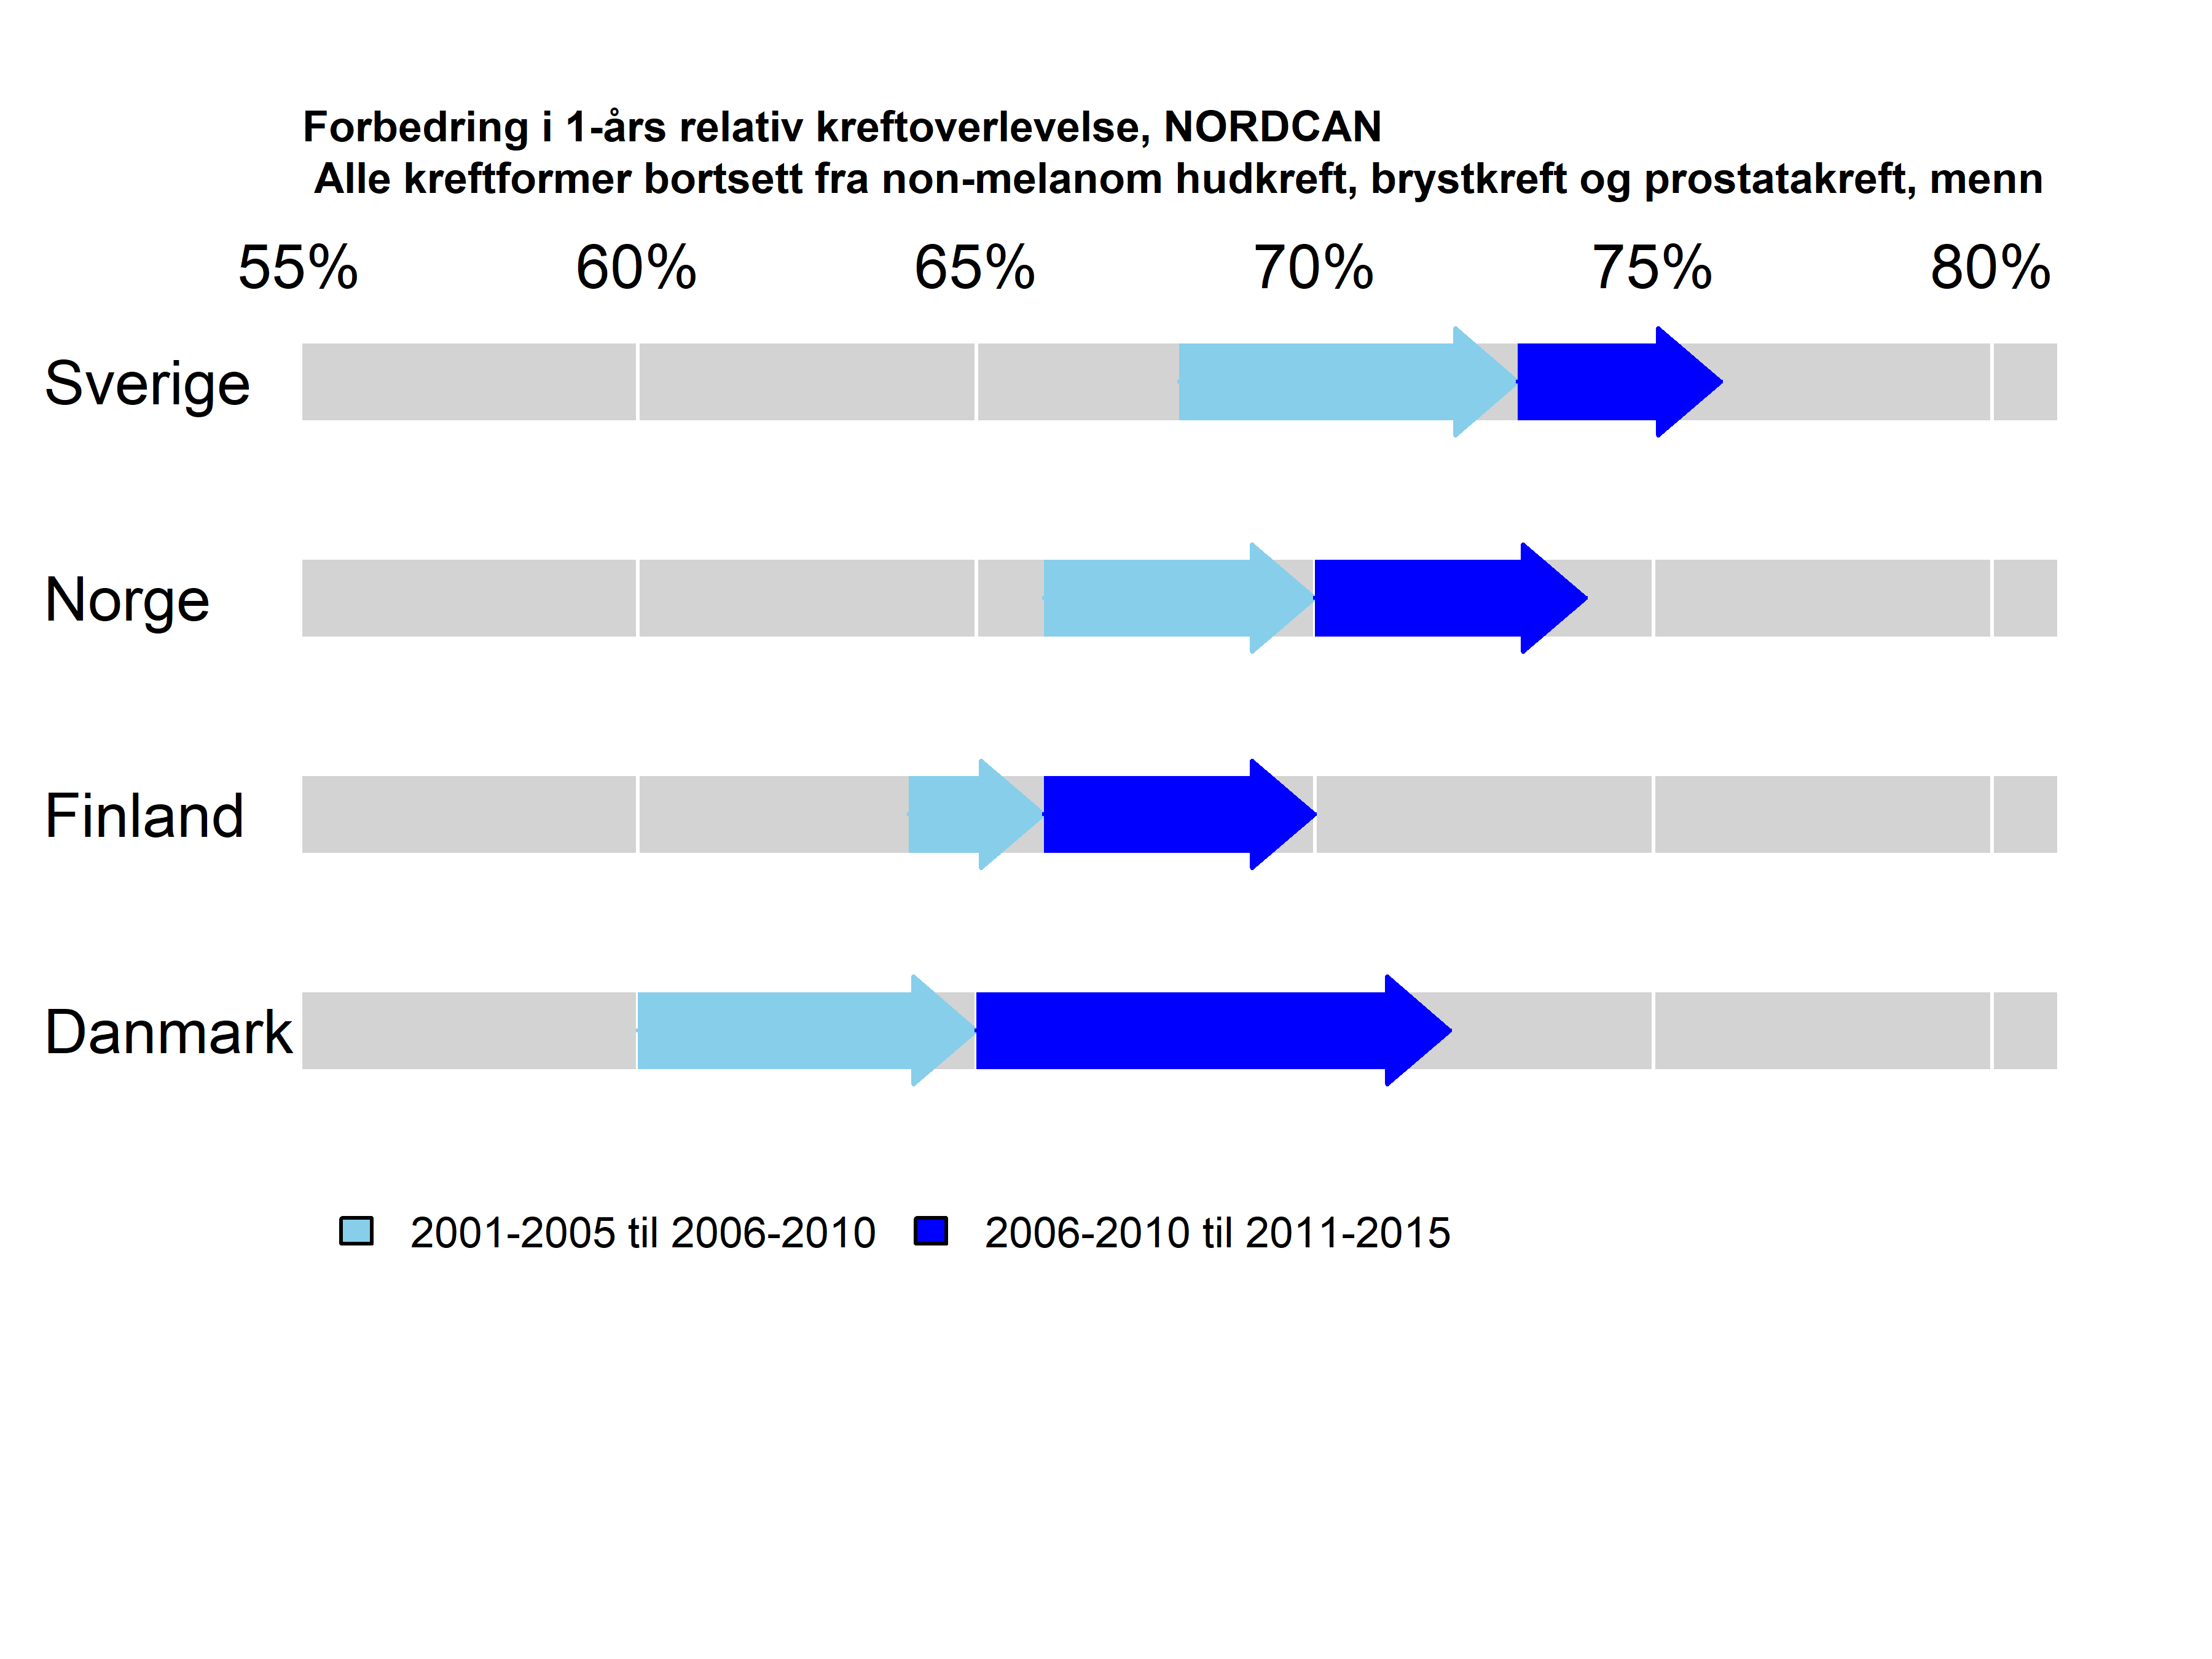 Forbedring i 1-års relativ kreftoverlevelse, NORDCAN
Alle kreftformer bortsett fra non-melanom hudkreft, brystkreft og prostatakreft, menn
55% 60% 65% 70% 75% 80%
Sverige
Norge
Finland
Danmark
2001-2005 til 2006-2010 2006-2010 til 2011-2015